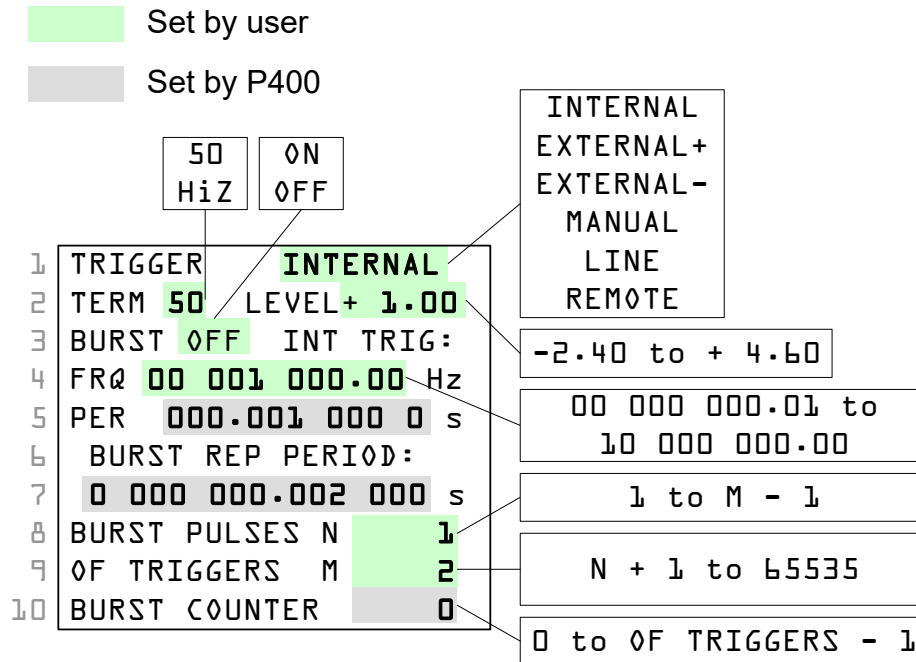 Set by user
Set by P400
50
HiZ
ON
OFF
INTERNAL
EXTERNAL+
EXTERNAL-
MANUAL
LINE
REMOTE
1 TRIGGER INTERNAL
2 TERM 50 LEVEL+ 1.00
3 BURST OFF INT TRIG:
4 FRQ 00 001 000.00 Hz
5 PER 000.001 000 0 s
6 BURST REP PERIOD:
7 0 000 000.002 000 s
8 BURST PULSES N 1
9 OF TRIGGERS M 2
10 BURST COUNTER 0
-2.40 to + 4.60
00 000 000.01 to
10 000 000.00
1 to M - 1
N + 1 to 65535
0 to OF TRIGGERS - 1